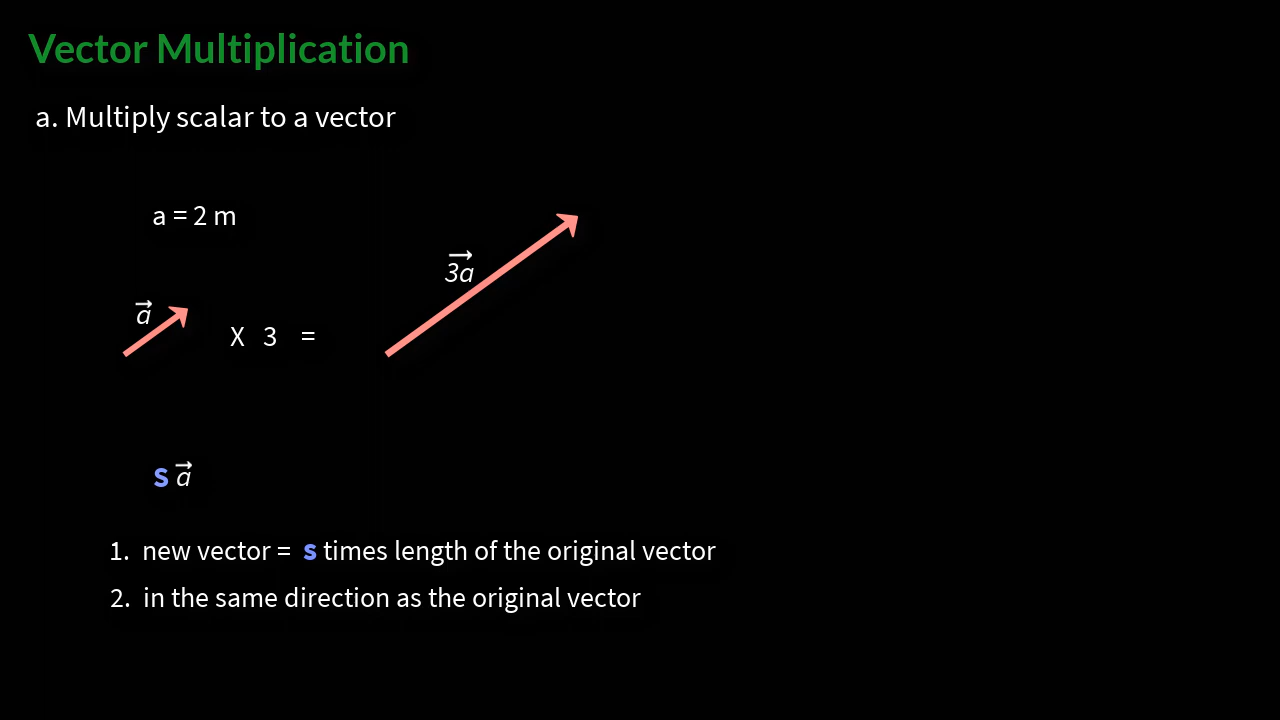 Vector Multiplication
a. Multiply scalar to a vector
a = 2 m
3a
a
X 3 =
s a
1. new vector = s times length of the original vector
2. in the same direction as the original vector